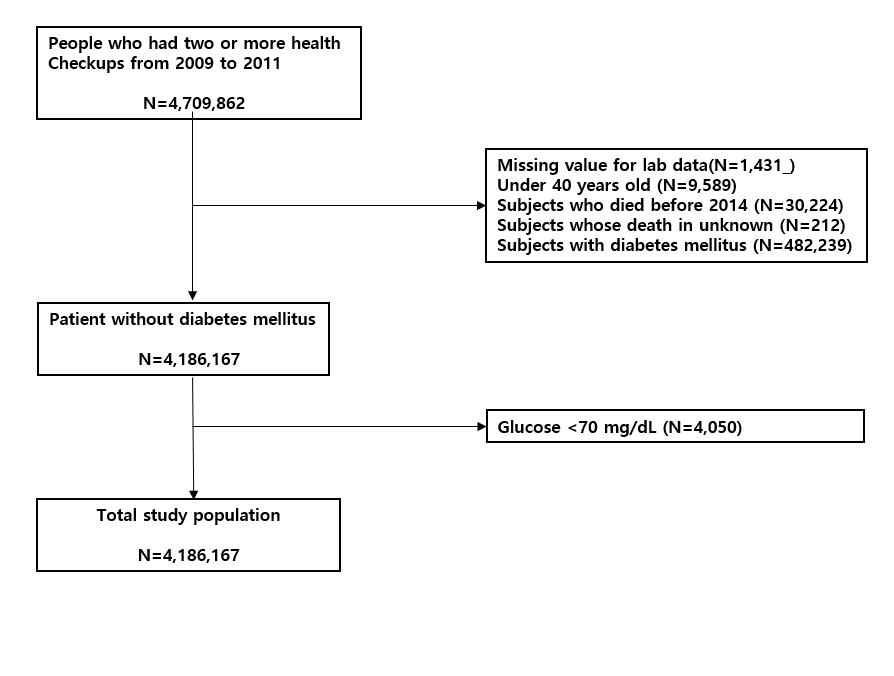 People who had two or more health
Checkups from 2009 to 2011
N=4,709,862
Missing value for lab data(N=1,431_)
Under 40 years old (N=9,589)
Subjects who died before 2014 (N=30,224)
Subjects whose death in unknown (N=212)
Subjects with diabetes mellitus (N=482,239)
Patient without diabetes mellitus
N=4,186,167
Glucose <70 mg/dL (N=4,050)
Total study population
N=4,186,167